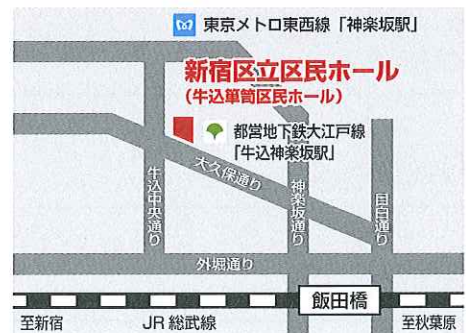 東京メトロ東西線「神楽坂駅」
新宿区立区民ホール
(牛込箪笥区民ホール)
都営地下鉄大江戸線
「牛込神楽坂駅」
大久保通り
牛込中央通り
神楽坂通り
目白通り
外堀通り
飯田橋
至新宿
JR 総武線
至秋葉原